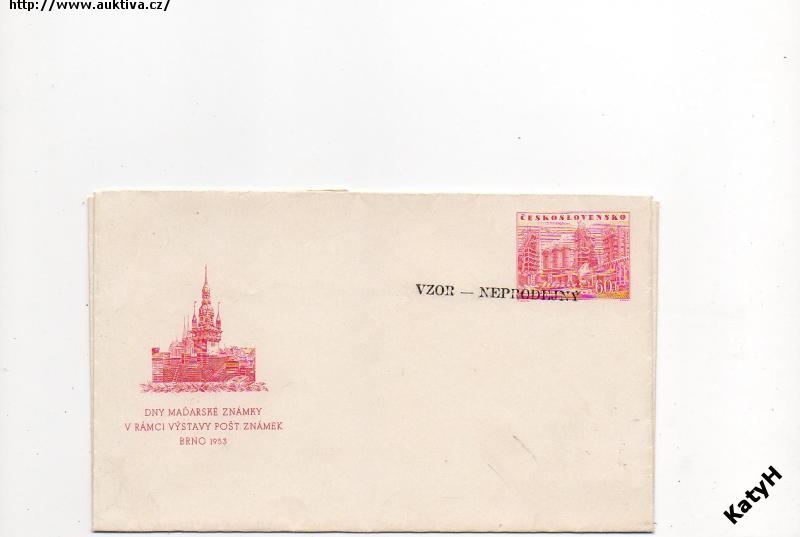 http://www.auktiva.cz/
ČESKOSLOVENSKO
60h
VZOR — NEPRODEJNÝ
DNY MAĎARSKÉ ZNÁMKY
V RÁMCI VÝSTAVY POŠT. ZNÁMEK
BRNO 1953
KatyH